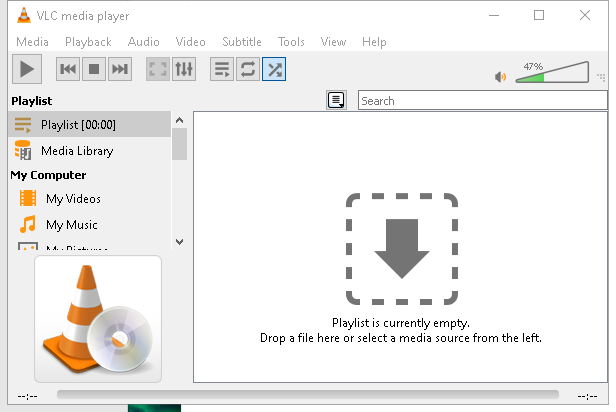 VLC media player
Media Playback Audio Video Subtitle Tools View Help
47%
Playlist
Search
Playlist [00:00]
Media Library
My Computer
My Videos
My Music
My Pictures
Playlist is currently empty.
Drop a file here or select a media source from the left.
--:-- --:--